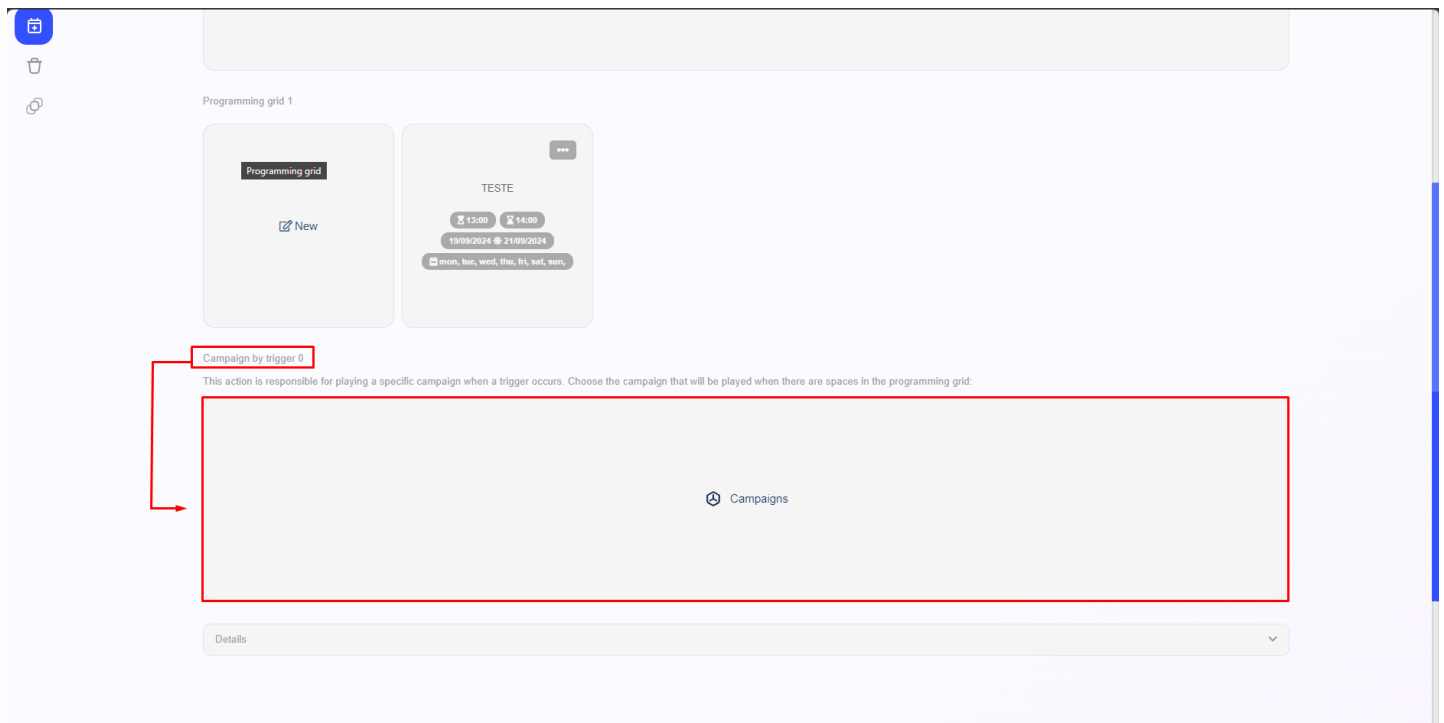 Programming grid 1
Programming grid
New
•••
TESTE
13:00 14:00
19/09/2024 21/09/2024
mon, tue, wed, thu, fri, sat, sun,
Campaign by trigger 0
This action is responsible for playing a specific campaign when a trigger occurs. Choose the campaign that will be played when there are spaces in the programming grid:
Campaigns
Details